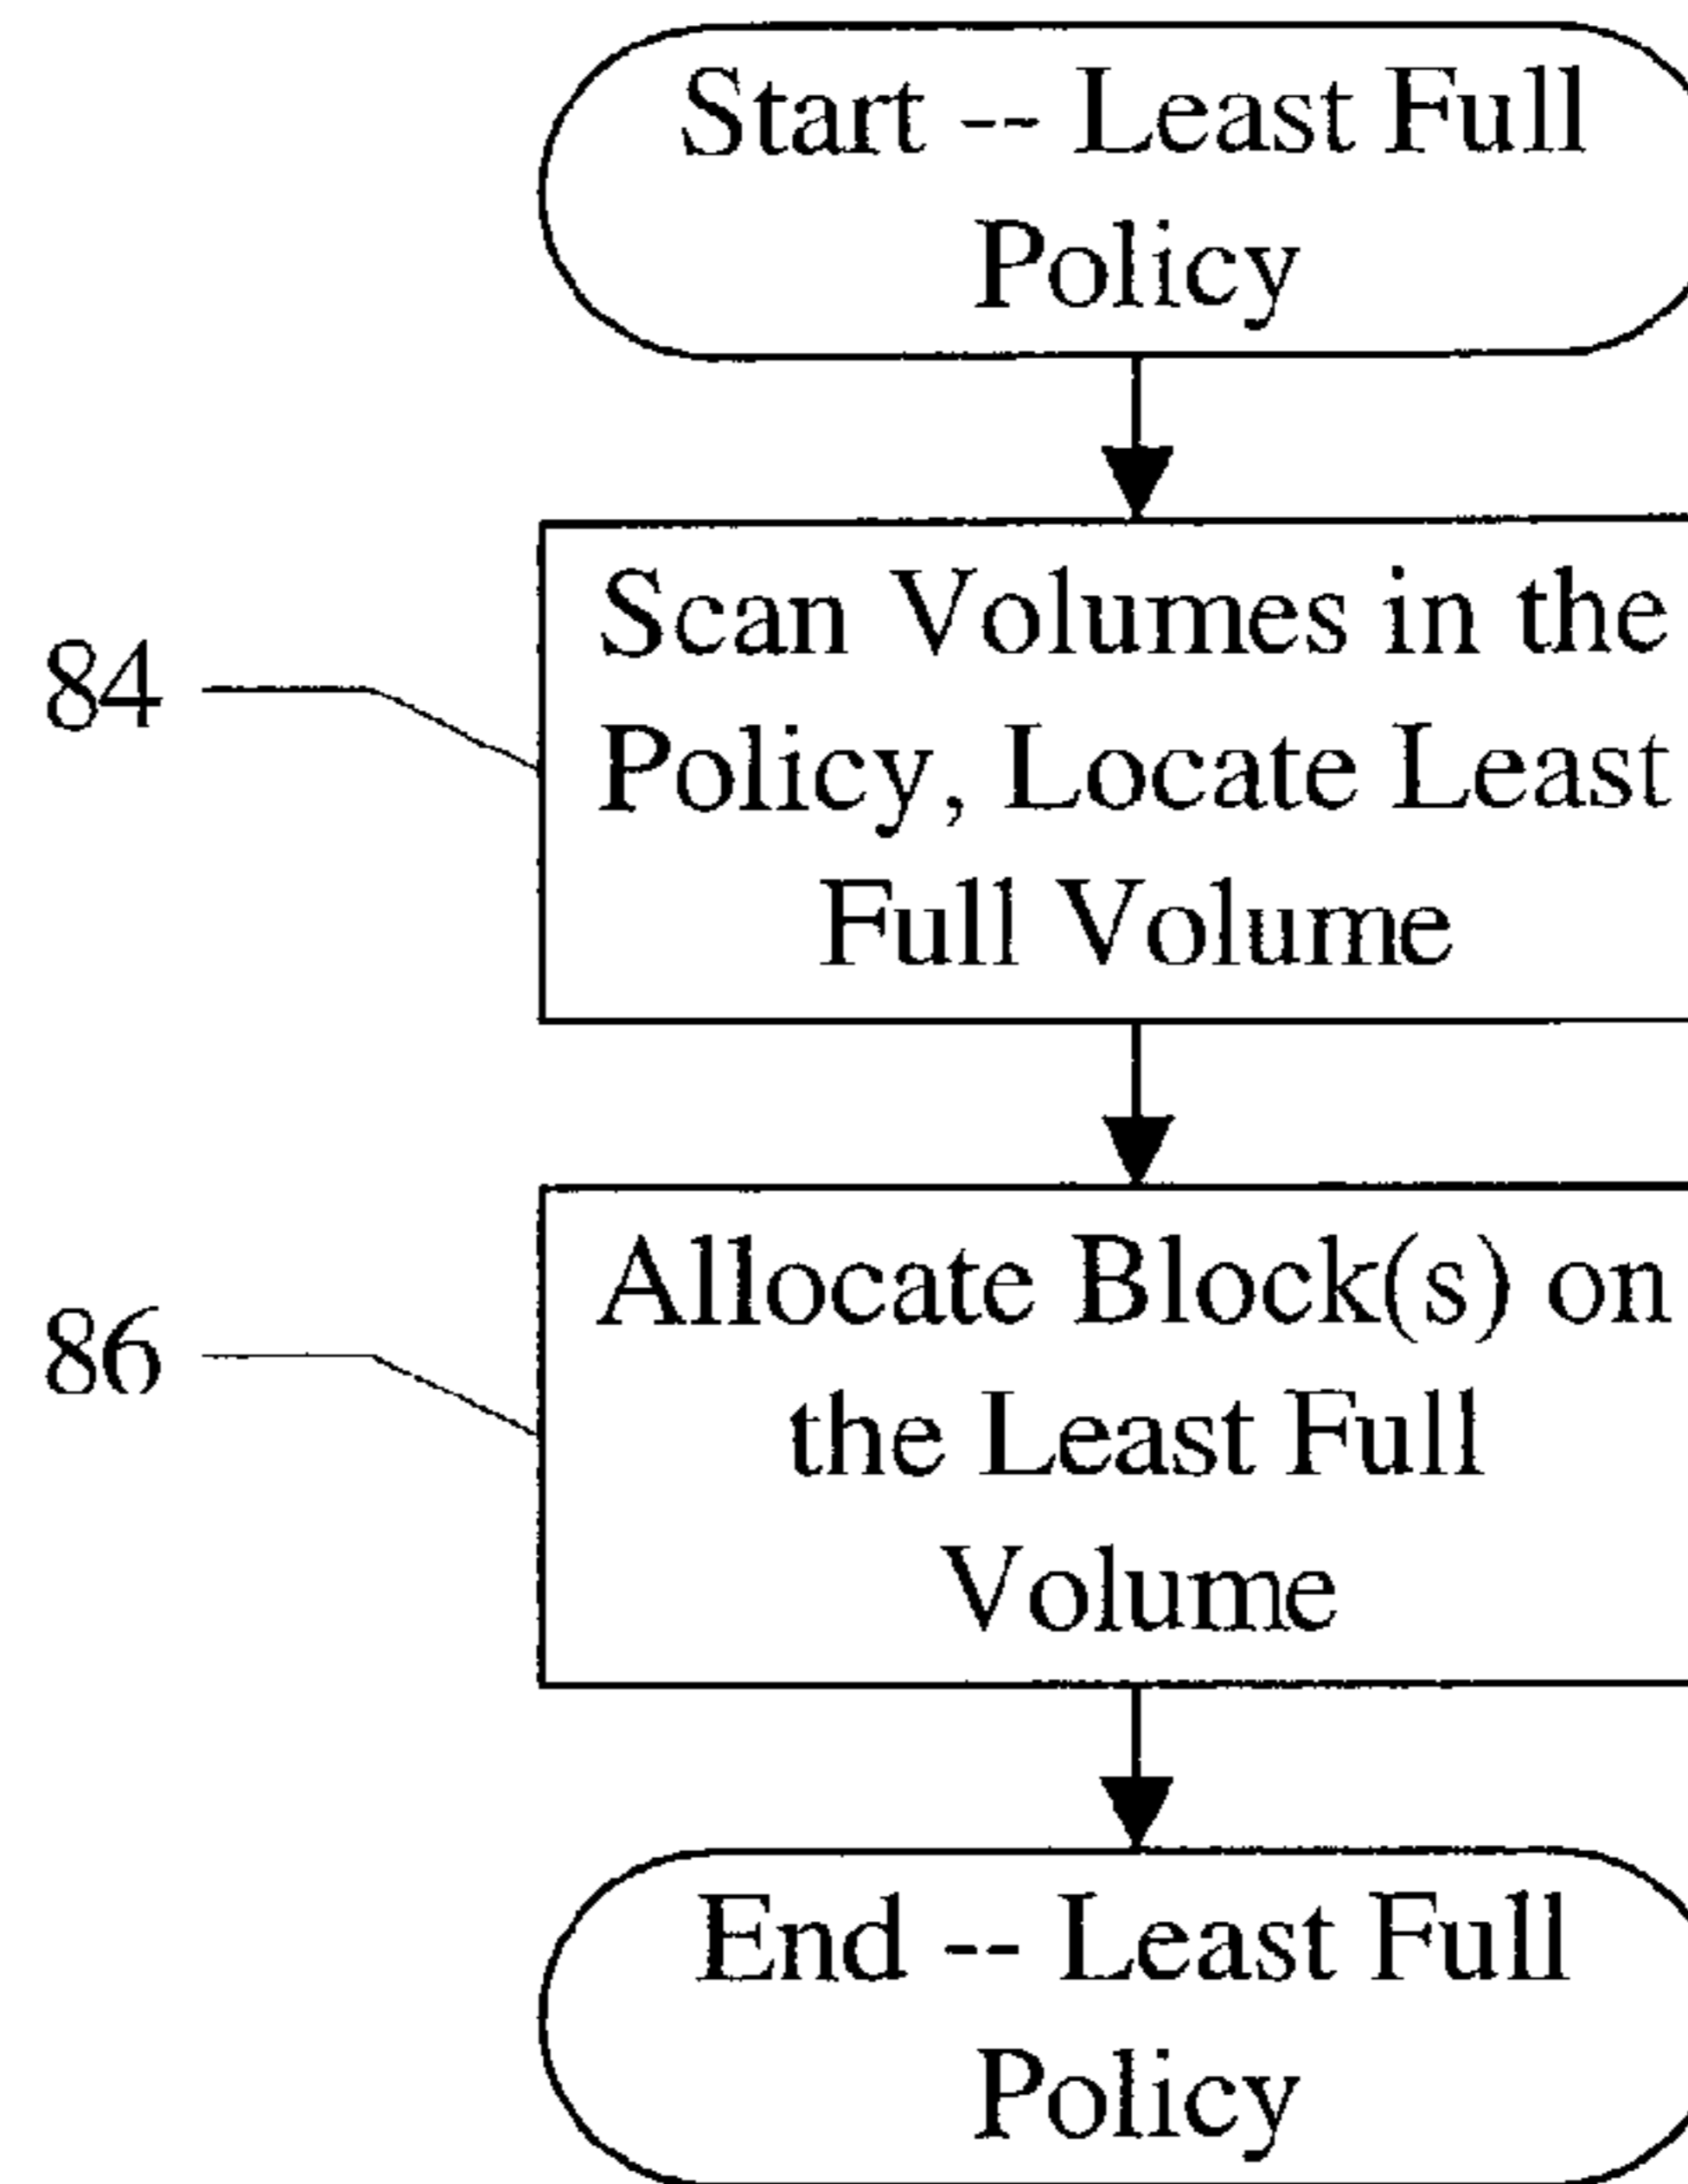 Start -- Least Full
Policy
84
Scan Volumes in the
Policy, Locate Least
Full Volume
86
Allocate Block(s) on
the Least Full
Volume
End -- Least Full
Policy